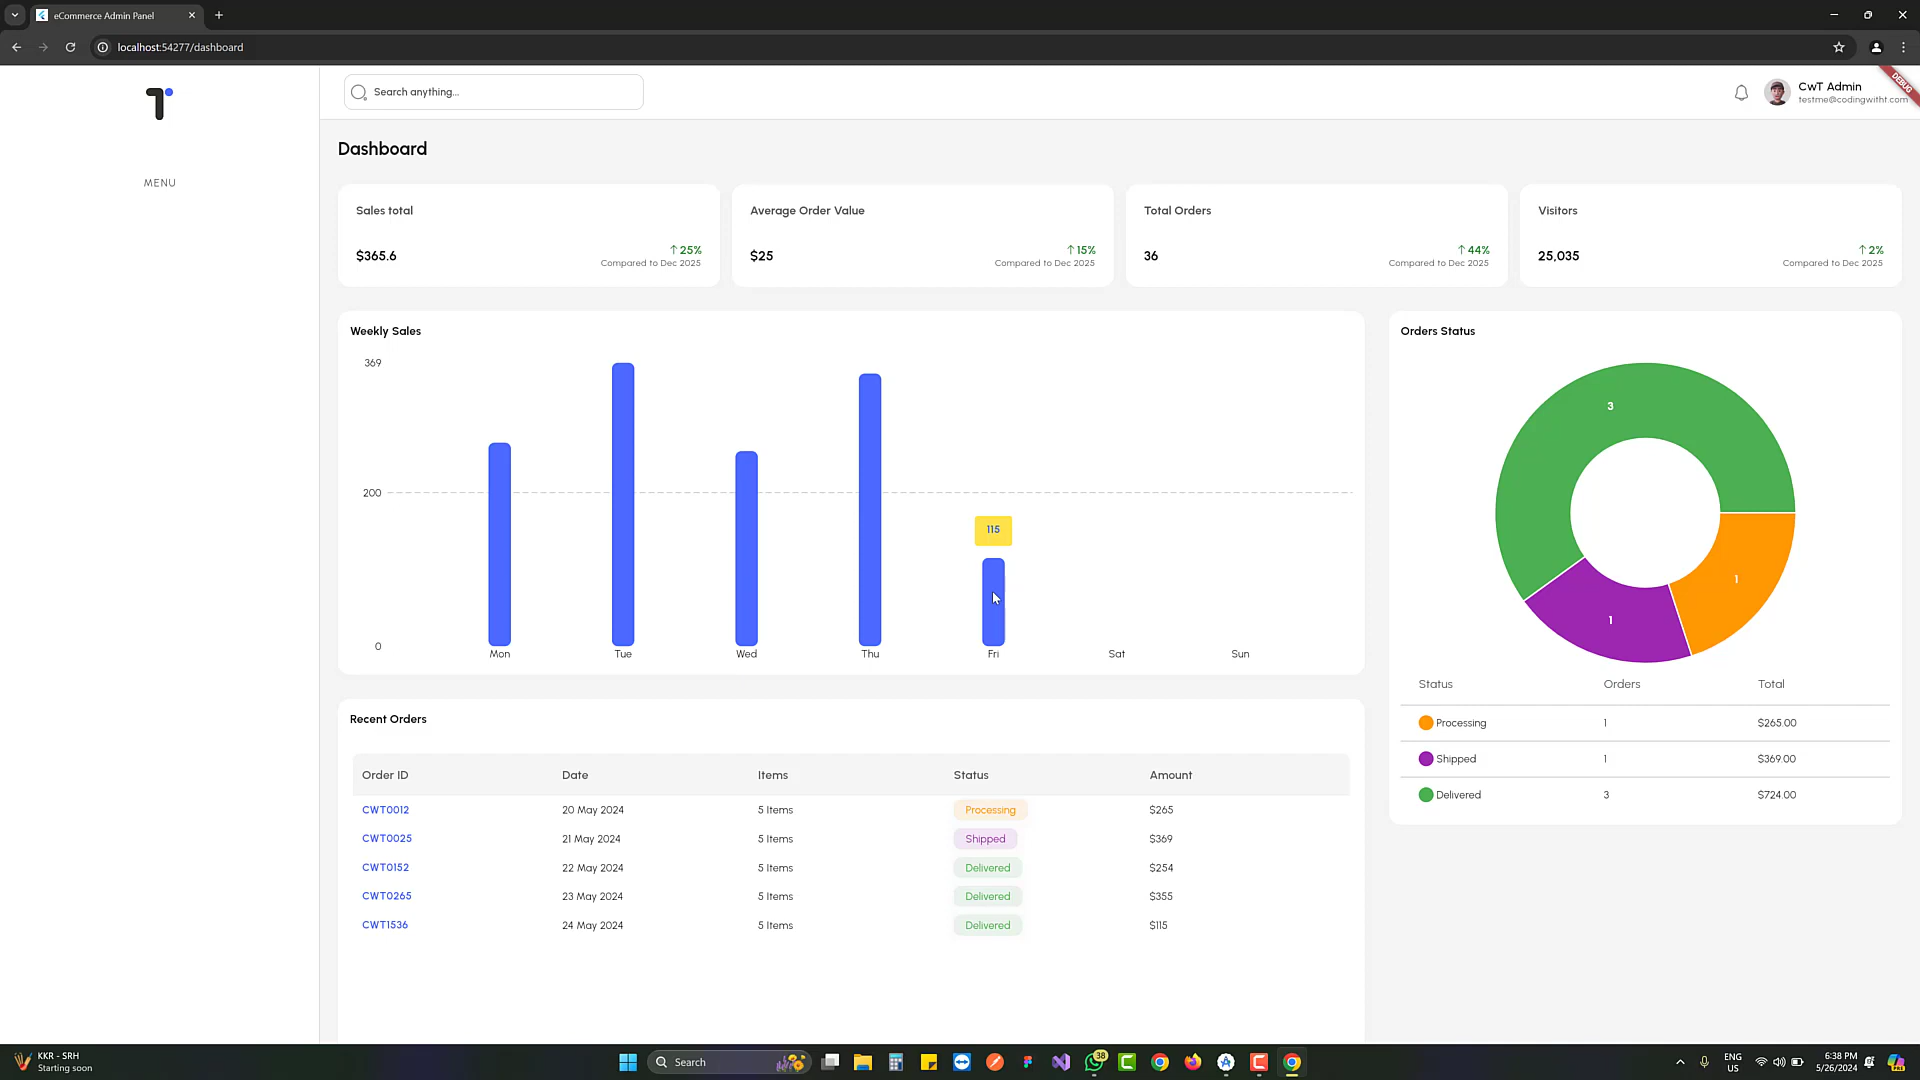 eCommerce Admin Panel
localhost:54277/dashboard
DEBUG
Search anything...
CwT Admin
testme@codingwitht.com
MENU
Dashboard
Sales total
$365.6
25%
Compared to Dec 2025
Average Order Value
$25
15%
Compared to Dec 2025
Total Orders
36
44%
Compared to Dec 2025
Visitors
25,035
2%
Compared to Dec 2025
Weekly Sales
369
200
0
115
Mon Tue Wed Thu Fri Sat Sun
Orders Status
3
1
1
Status Orders Total
Processing 1 $265.00
Shipped 1 $369.00
Delivered 3 $724.00
Recent Orders
Order ID Date Items Status Amount
CWT0012 20 May 2024 5 Items Processing $265
CWT0025 21 May 2024 5 Items Shipped $369
CWT0152 22 May 2024 5 Items Delivered $254
CWT0265 23 May 2024 5 Items Delivered $355
CWT1536 24 May 2024 5 Items Delivered $115
KKR - SRH
Starting soon
Search
38
ENG
US
6:38 PM
5/26/2024